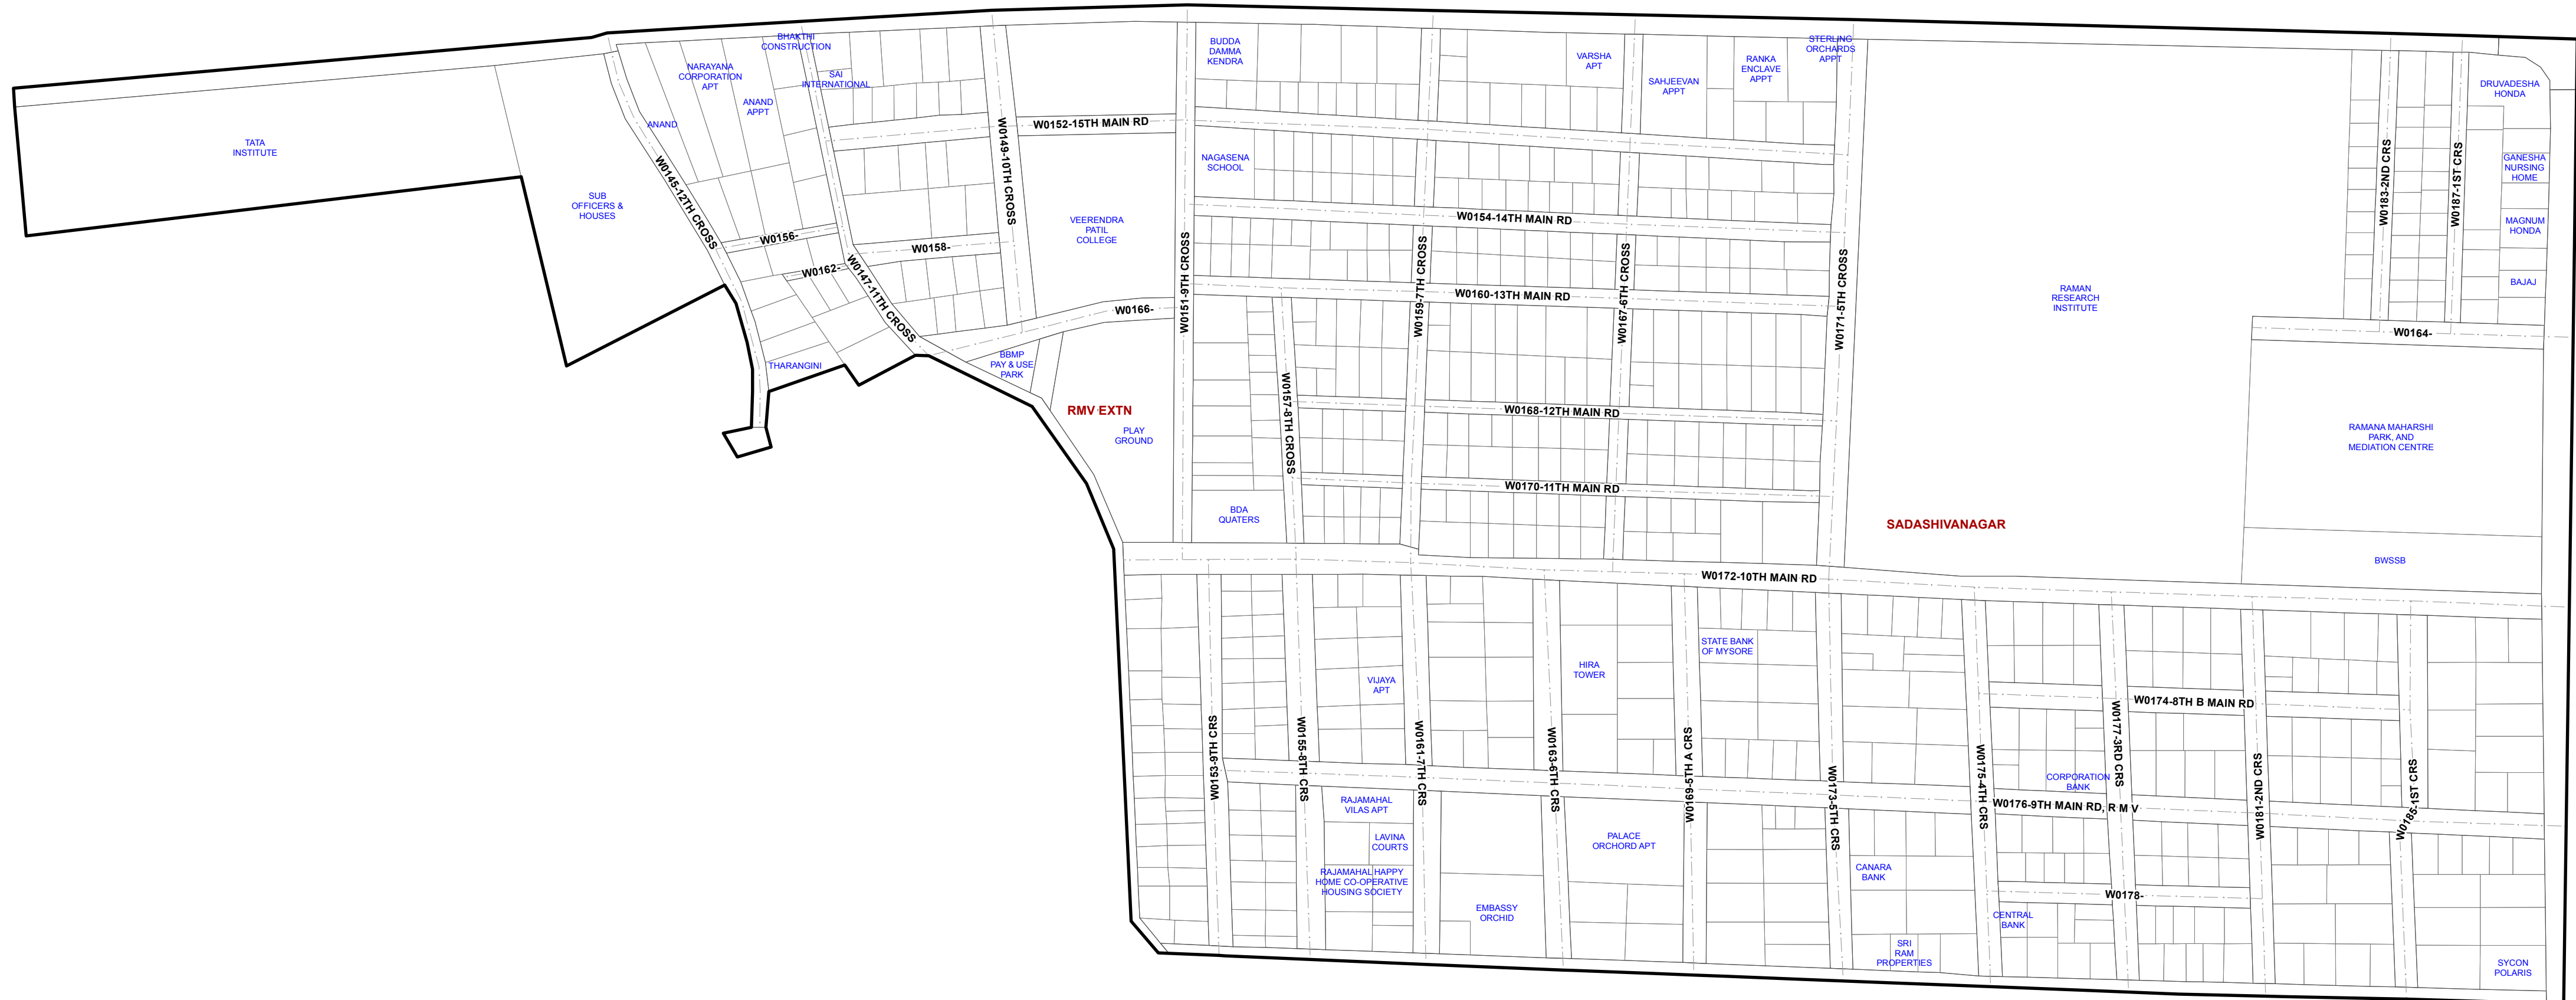 BHAKTHI
CONSTRUCTION
NARAYANA
CORPORATION
APT
SAI
INTERNATIONAL
ANAND
APPT
ANAND
TATA
INSTITUTE
SUB
OFFICERS &
HOUSES
W0145-12TH CROSS
W0156-
W0162-
W0158-
W0147-11TH CROSS
THARANGINI
W0149-10TH CROSS
W0152-15TH MAIN RD
VEERENDRA
PATIL
COLLEGE
W0166-
BBMP
PAY & USE
PARK
RMV EXTN
PLAY
GROUND
W0151-9TH CROSS
BUDDA
DAMMA
KENDRA
NAGASENA
SCHOOL
VARSHA
APT
SAHJEEVAN
APPT
RANKA
ENCLAVE
APPT
STERLING
ORCHARDS
APPT
W0154-14TH MAIN RD
W0160-13TH MAIN RD
W0159-7TH CROSS
W0167-6TH CROSS
W0171-5TH CROSS
W0157-8TH CROSS
W0168-12TH MAIN RD
W0170-11TH MAIN RD
BDA
QUATERS
RAMAN
RESEARCH
INSTITUTE
W0183-2ND CRS
W0187-1ST CRS
DRUVADESHA
HONDA
GANESHA
NURSING
HOME
MAGNUM
HONDA
BAJAJ
W0164-
RAMANA MAHARSHI
PARK, AND
MEDIATION CENTRE
SADASHIVANAGAR
BWSSB
W0172-10TH MAIN RD
STATE BANK
OF MYSORE
HIRA
TOWER
VIJAYA
APT
W0153-9TH CRS
W0155-8TH CRS
W0161-7TH CRS
W0163-6TH CRS
W0169-5TH A CRS
W0173-5TH CRS
W0175-4TH CRS
W0177-3RD CRS
W0181-2ND CRS
W0185-1ST CRS
W0174-8TH B MAIN RD
CORPORATION
BANK
W0176-9TH MAIN RD, R M V
RAJAMAHAL
VILAS APT
LAVINA
COURTS
RAJAMAHAL HAPPY
HOME CO-OPERATIVE
HOUSING SOCIETY
PALACE
ORCHORD APT
EMBASSY
ORCHID
CANARA
BANK
W0178-
CENTRAL
BANK
SRI
RAM
PROPERTIES
SYCON
POLARIS